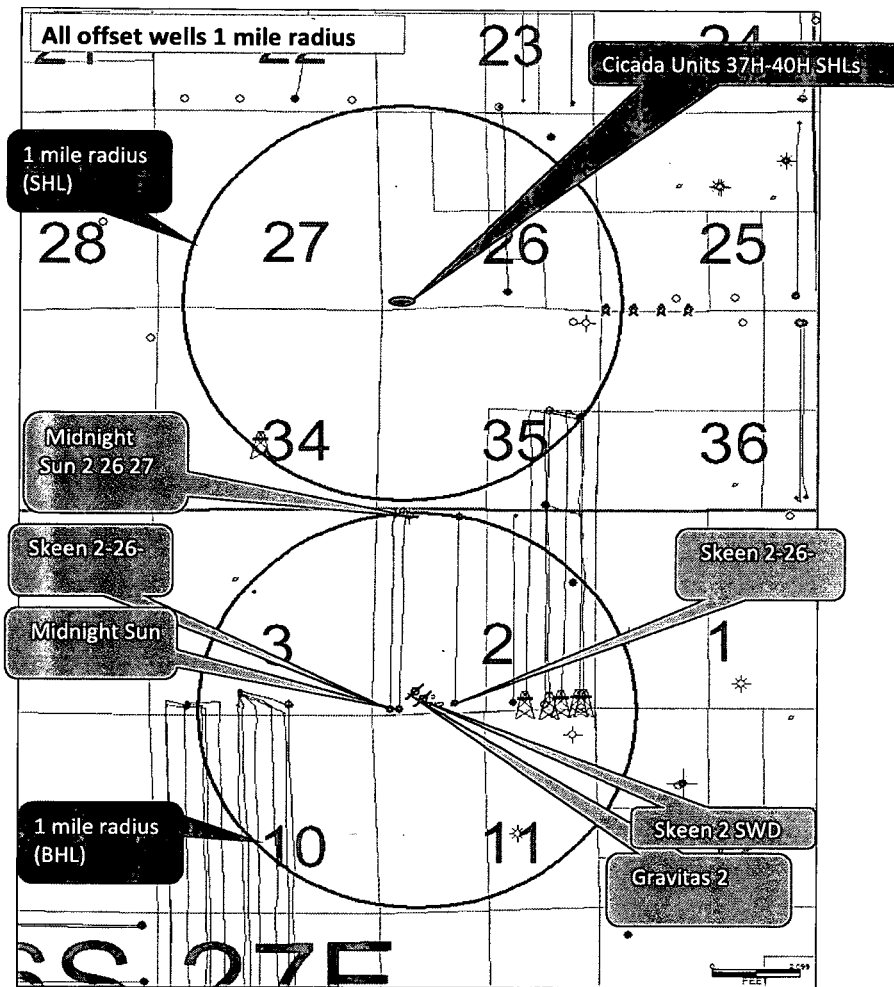 All offset wells 1 mile radius
22
23
24
Cicada Units 37H-40H SHLs
1 mile radius
(SHL)
28
27
26
25
34
35
36
Midnight
Sun 2 26 27
Skeen 2-26-
Skeen 2-26-
Midnight Sun
3
2
1
1 mile radius
(BHL)
10
11
Skeen 2 SWD
Gravitas 2
27E
FEET